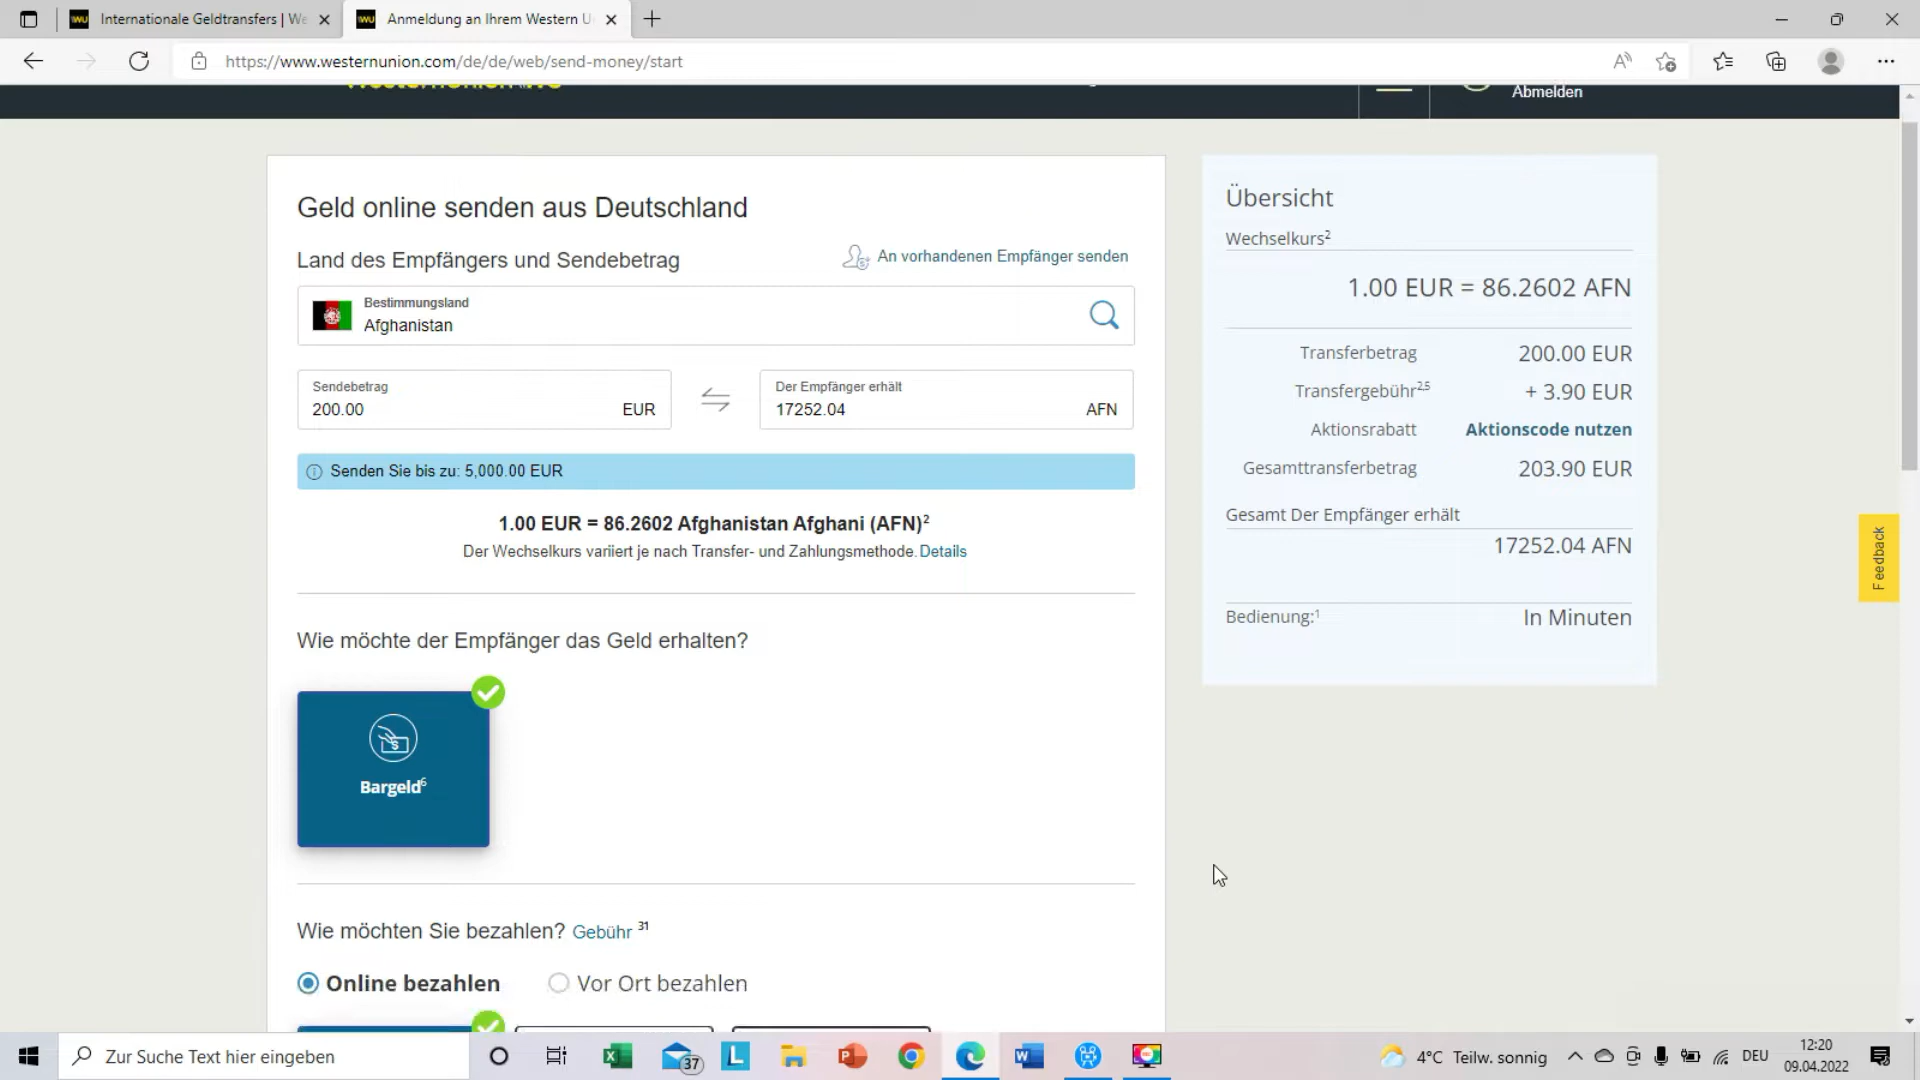 Internationale Geldtransfers | We
Anmeldung an Ihrem Western U
https://www.westernunion.com/de/de/web/send-money/start
Abmelden
Geld online senden aus Deutschland
Land des Empfängers und Sendebetrag
An vorhandenen Empfänger senden
Bestimmungsland
Afghanistan
Sendebetrag
200.00 EUR
Der Empfänger erhält
17252.04 AFN
Senden Sie bis zu: 5,000.00 EUR
1.00 EUR = 86.2602 Afghanistan Afghani (AFN)2
Der Wechselkurs variiert je nach Transfer- und Zahlungsmethode. Details
Wie möchte der Empfänger das Geld erhalten?
Bargeld6
Wie möchten Sie bezahlen? Gebühr 31
Online bezahlen
Vor Ort bezahlen
Übersicht
Wechselkurs2
1.00 EUR = 86.2602 AFN
Transferbetrag 200.00 EUR
Transfergebühr2,5 + 3.90 EUR
Aktionsrabatt Aktionscode nutzen
Gesamttransferbetrag 203.90 EUR
Gesamt Der Empfänger erhält
17252.04 AFN
Bedienung:1 In Minuten
Feedback
Zur Suche Text hier eingeben
37
4°C Teilw. sonnig
DEU
12:20
09.04.2022